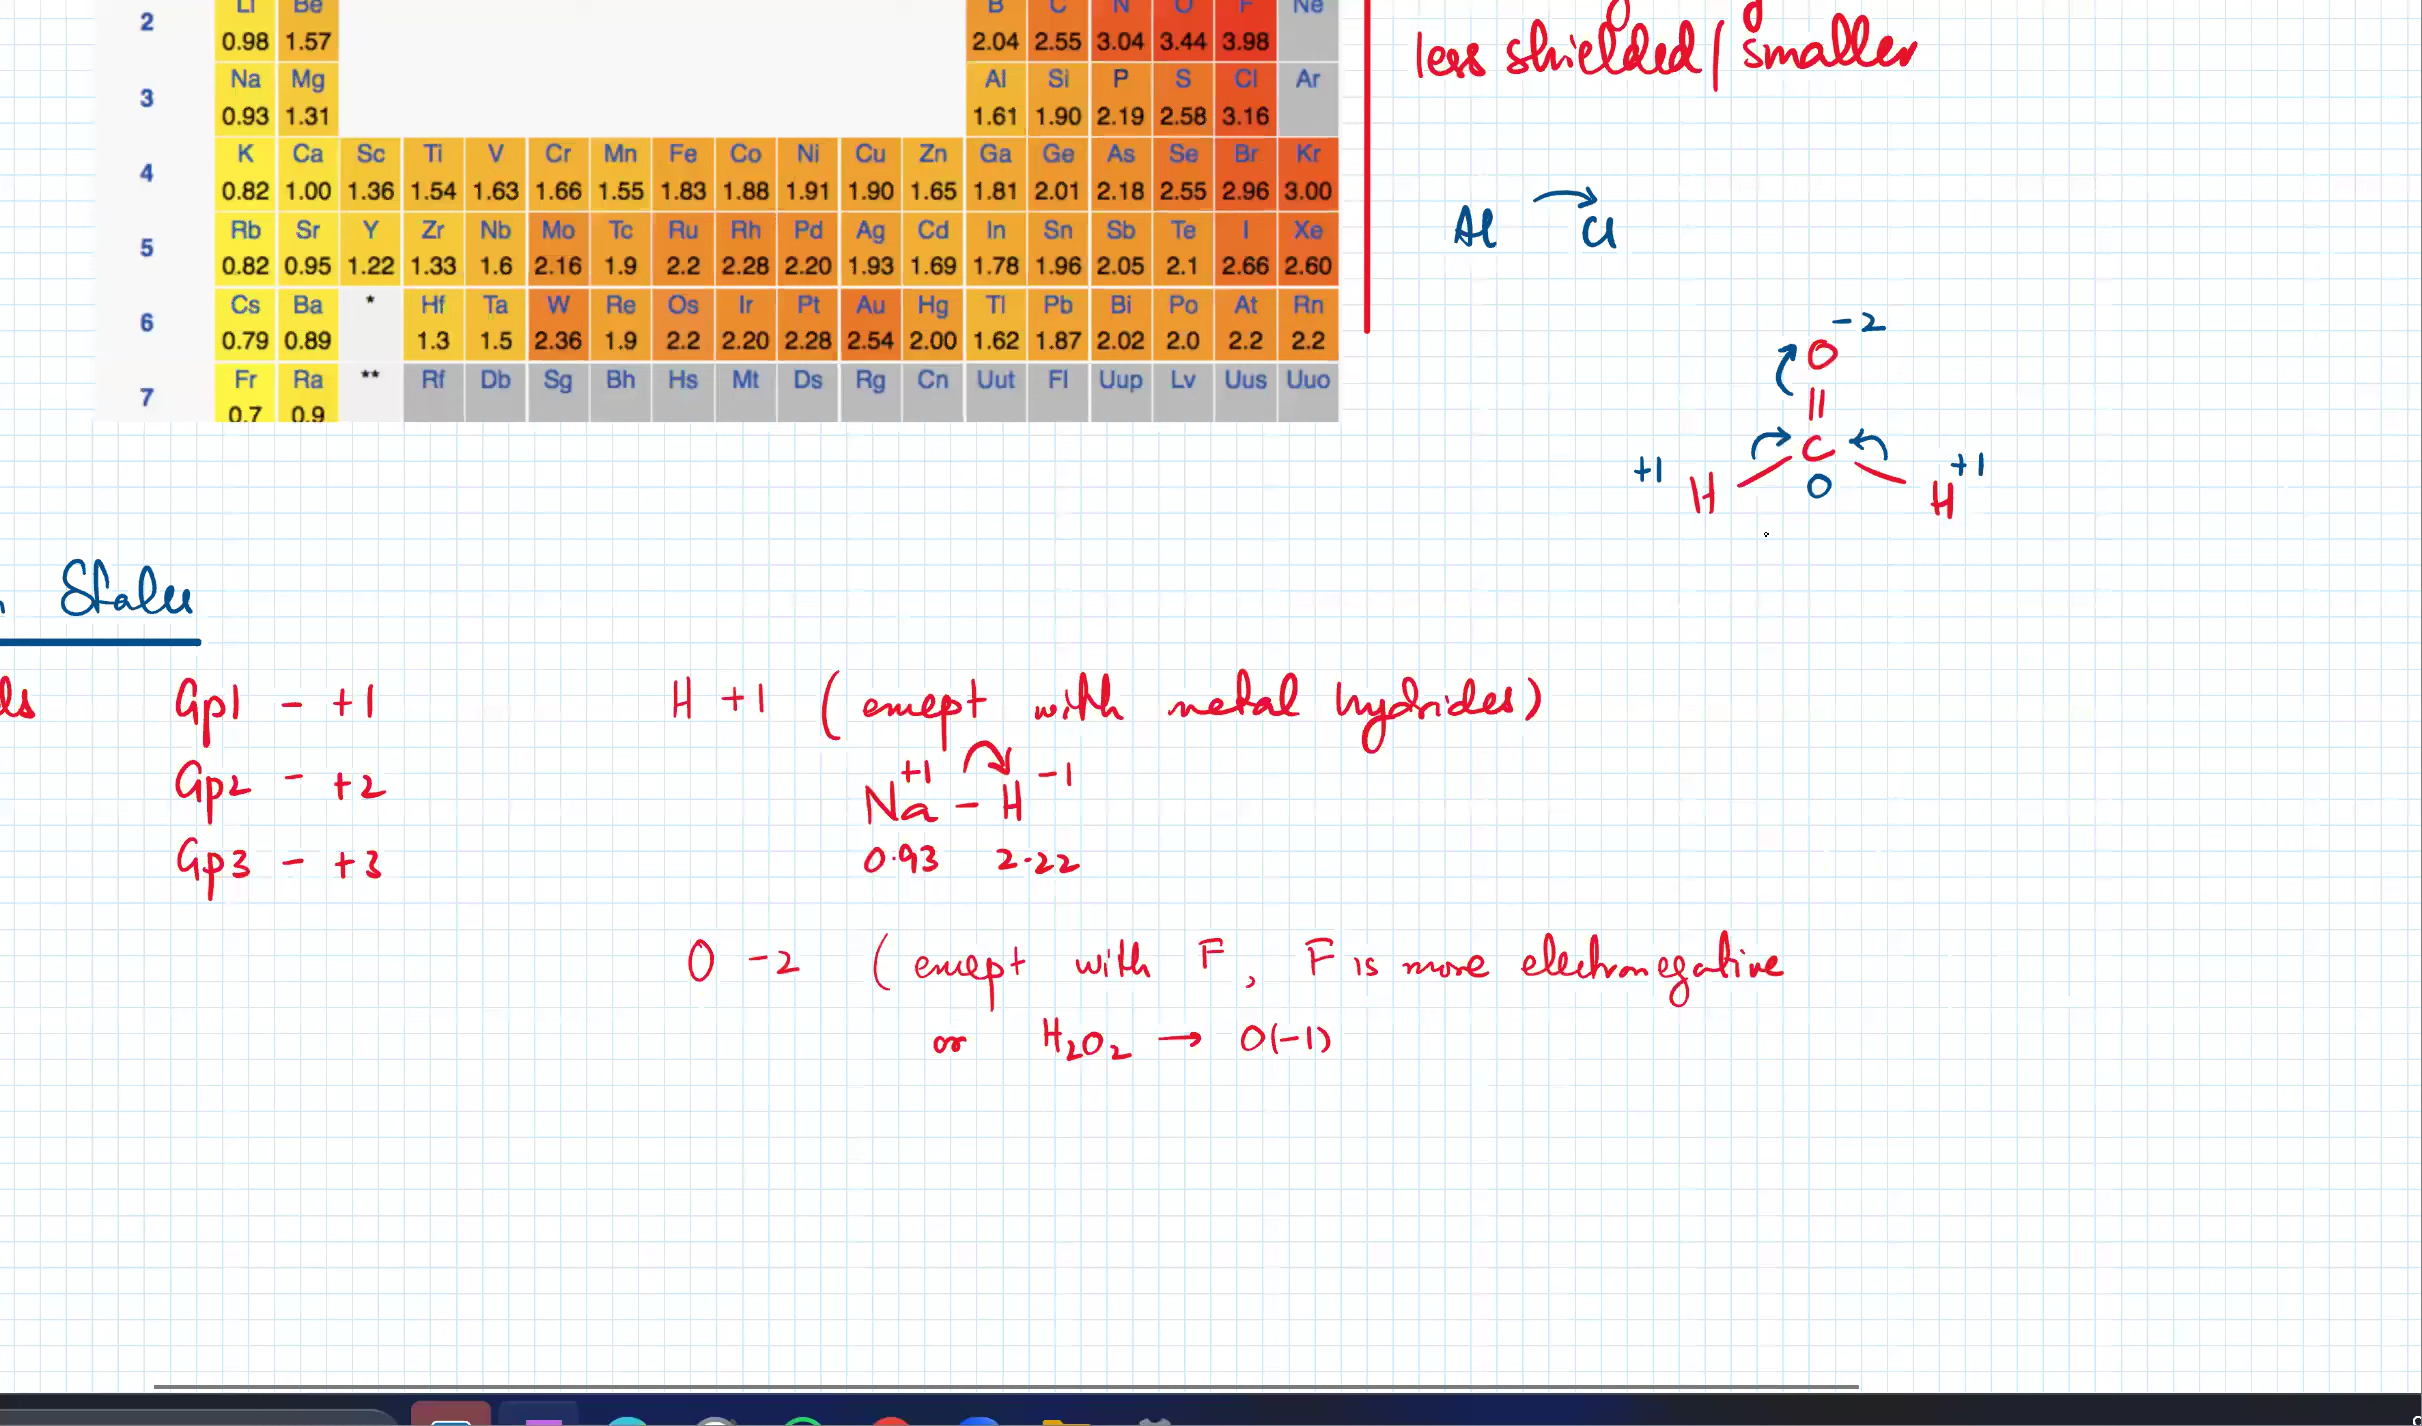 2 Li Be B C N O F Ne
0.98 1.57 2.04 2.55 3.04 3.44 3.98
3 Na Mg Al Si P S Cl Ar
0.93 1.31 1.61 1.90 2.19 2.58 3.16
4 K Ca Sc Ti V Cr Mn Fe Co Ni Cu Zn Ga Ge As Se Br Kr
0.82 1.00 1.36 1.54 1.63 1.66 1.55 1.83 1.88 1.91 1.90 1.65 1.81 2.01 2.18 2.55 2.96 3.00
5 Rb Sr Y Zr Nb Mo Tc Ru Rh Pd Ag Cd In Sn Sb Te I Xe
0.82 0.95 1.22 1.33 1.6 2.16 1.9 2.2 2.28 2.20 1.93 1.69 1.78 1.96 2.05 2.1 2.66 2.60
6 Cs Ba * Hf Ta W Re Os Ir Pt Au Hg Tl Pb Bi Po At Rn
0.79 0.89 1.3 1.5 2.36 1.9 2.2 2.20 2.28 2.54 2.00 1.62 1.87 2.02 2.0 2.2 2.2
7 Fr Ra ** Rf Db Sg Bh Hs Mt Ds Rg Cn Uut Fl Uup Lv Uus Uuo
0.7 0.9
less shielded / smaller
Al → Cl
-2
O
||
C
+1 H 0 H +1
States
Gp1 - +1
Gp2 - +2
Gp3 - +3
H +1 (except with metal hydrides)
+1 -1
Na - H
0.93 2.22
O -2 (except with F, F is more electronegative
or H₂O₂ → O(-1)